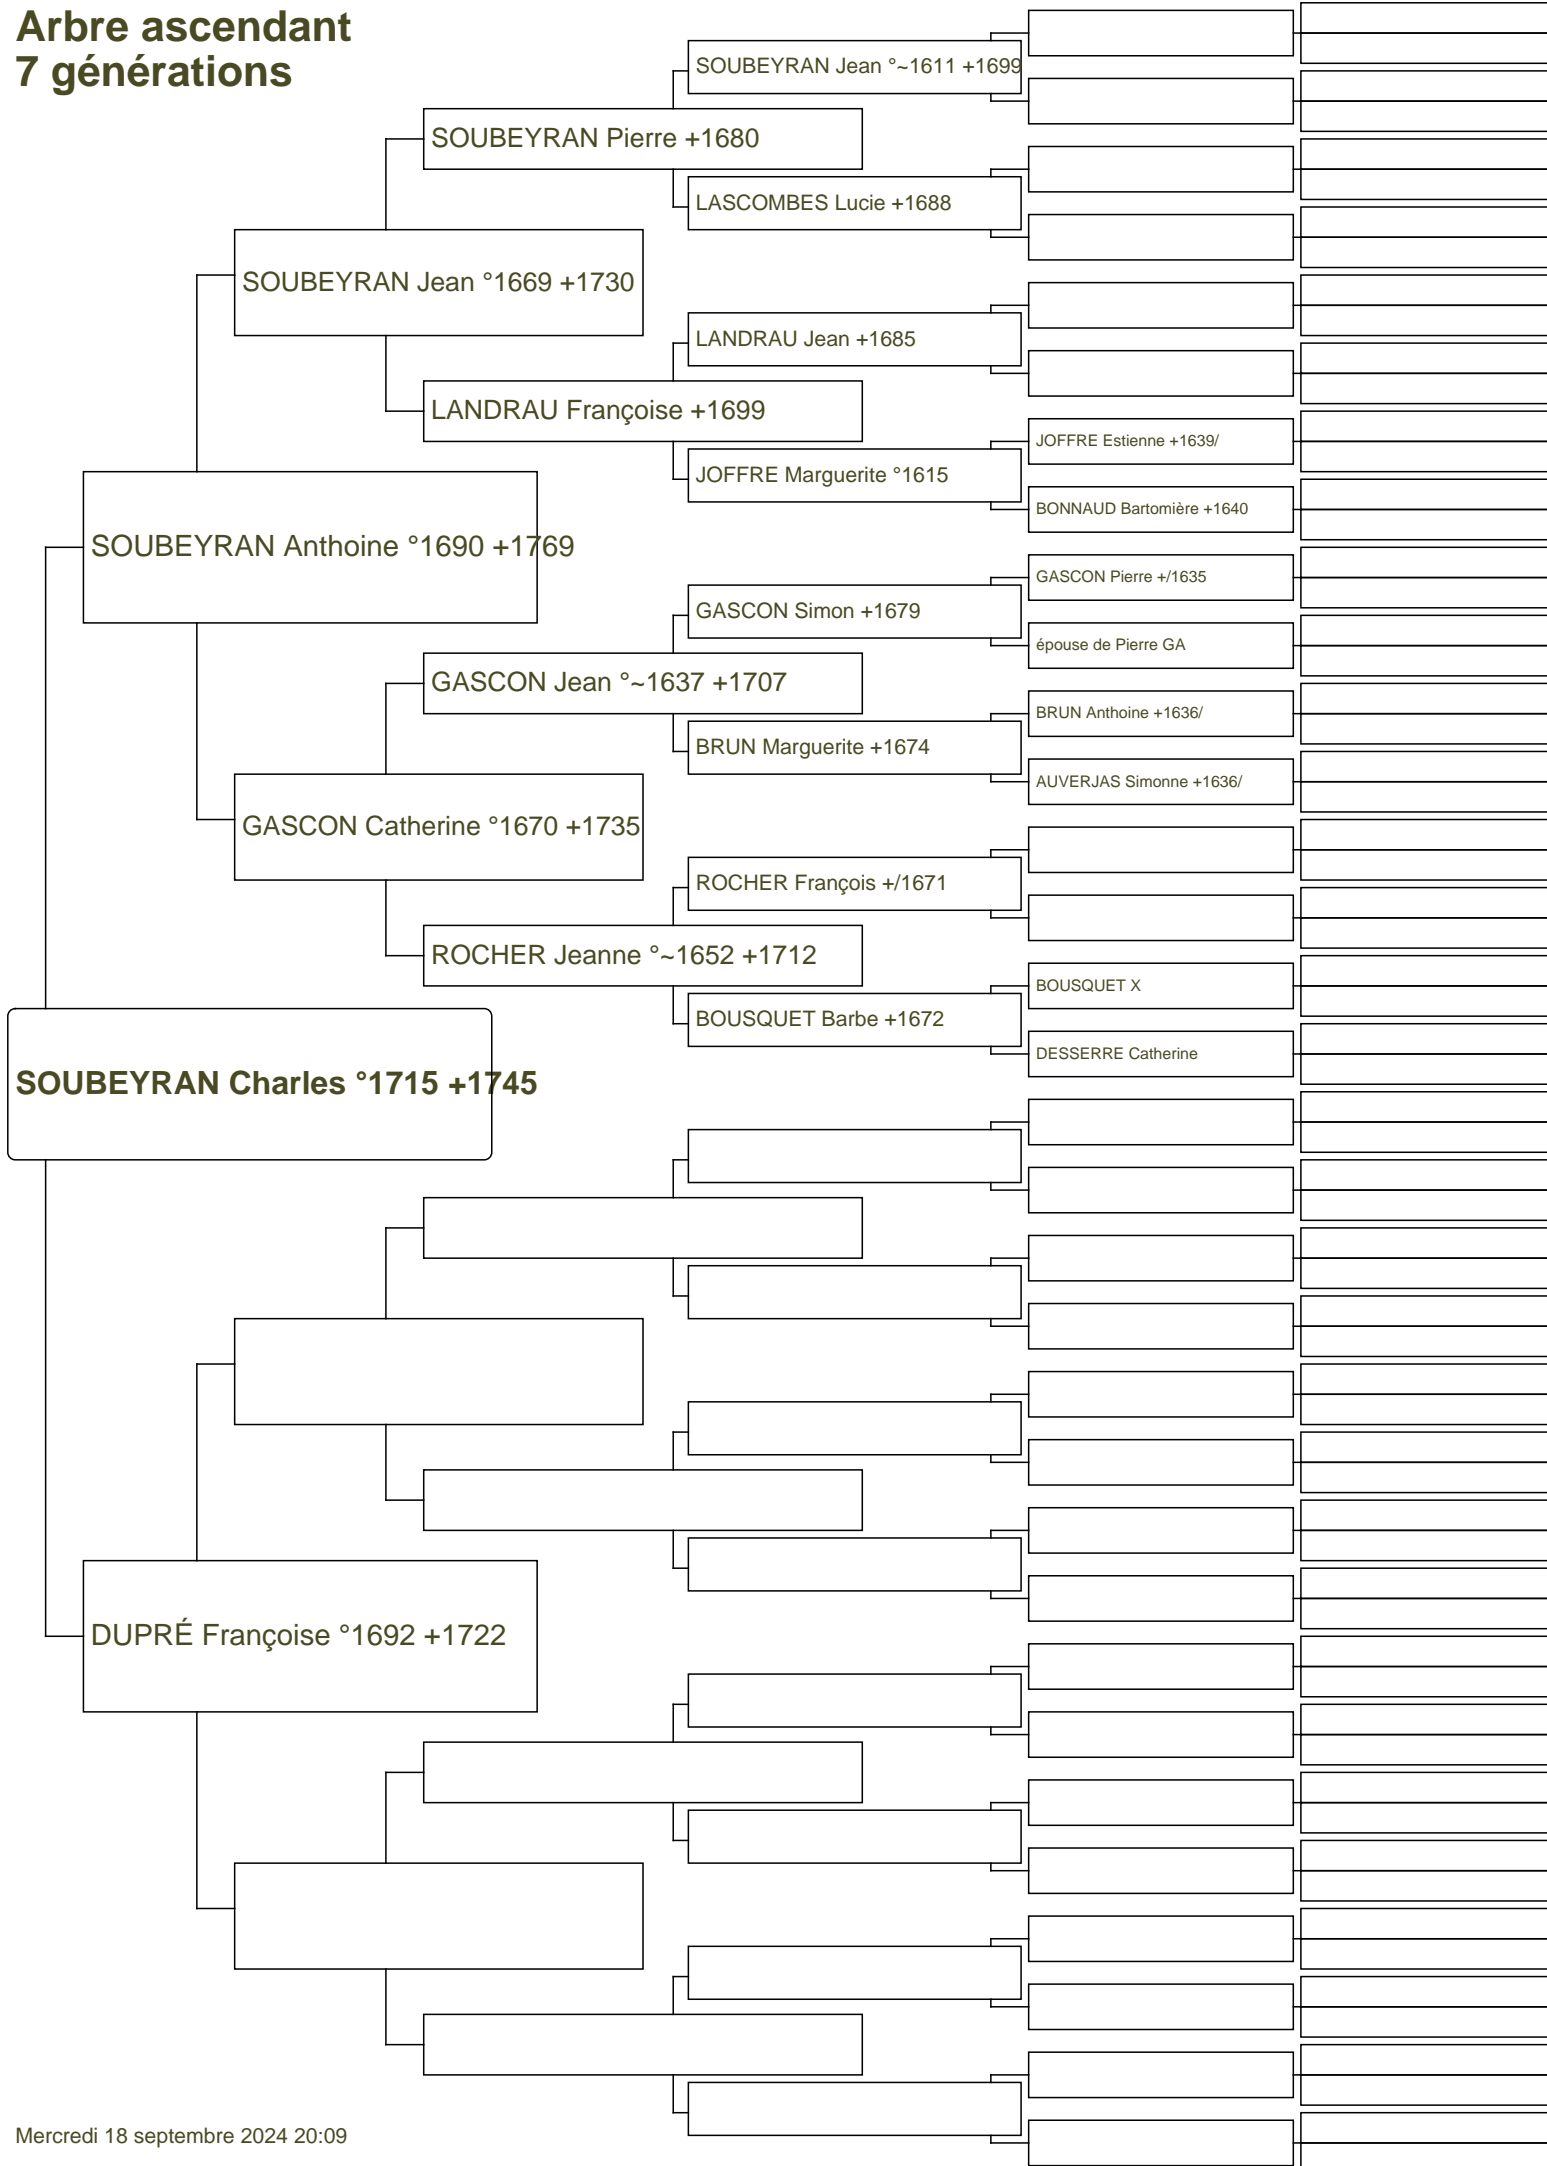 Arbre ascendant
7 générations
SOUBEYRAN Jean °~1611 +1699
SOUBEYRAN Pierre +1680
LASCOMBES Lucie +1688
SOUBEYRAN Jean °1669 +1730
LANDRAU Jean +1685
LANDRAU Françoise +1699
JOFFRE Estienne +1639/
JOFFRE Marguerite °1615
BONNAUD Bartomière +1640
SOUBEYRAN Anthoine °1690 +1769
GASCON Pierre +/1635
GASCON Simon +1679
épouse de Pierre GA
GASCON Jean °~1637 +1707
BRUN Anthoine +1636/
BRUN Marguerite +1674
AUVERJAS Simonne +1636/
GASCON Catherine °1670 +1735
ROCHER François +/1671
ROCHER Jeanne °~1652 +1712
BOUSQUET X
BOUSQUET Barbe +1672
DESSERRE Catherine
SOUBEYRAN Charles °1715 +1745
DUPRÉ Françoise °1692 +1722
Mercredi 18 septembre 2024 20:09